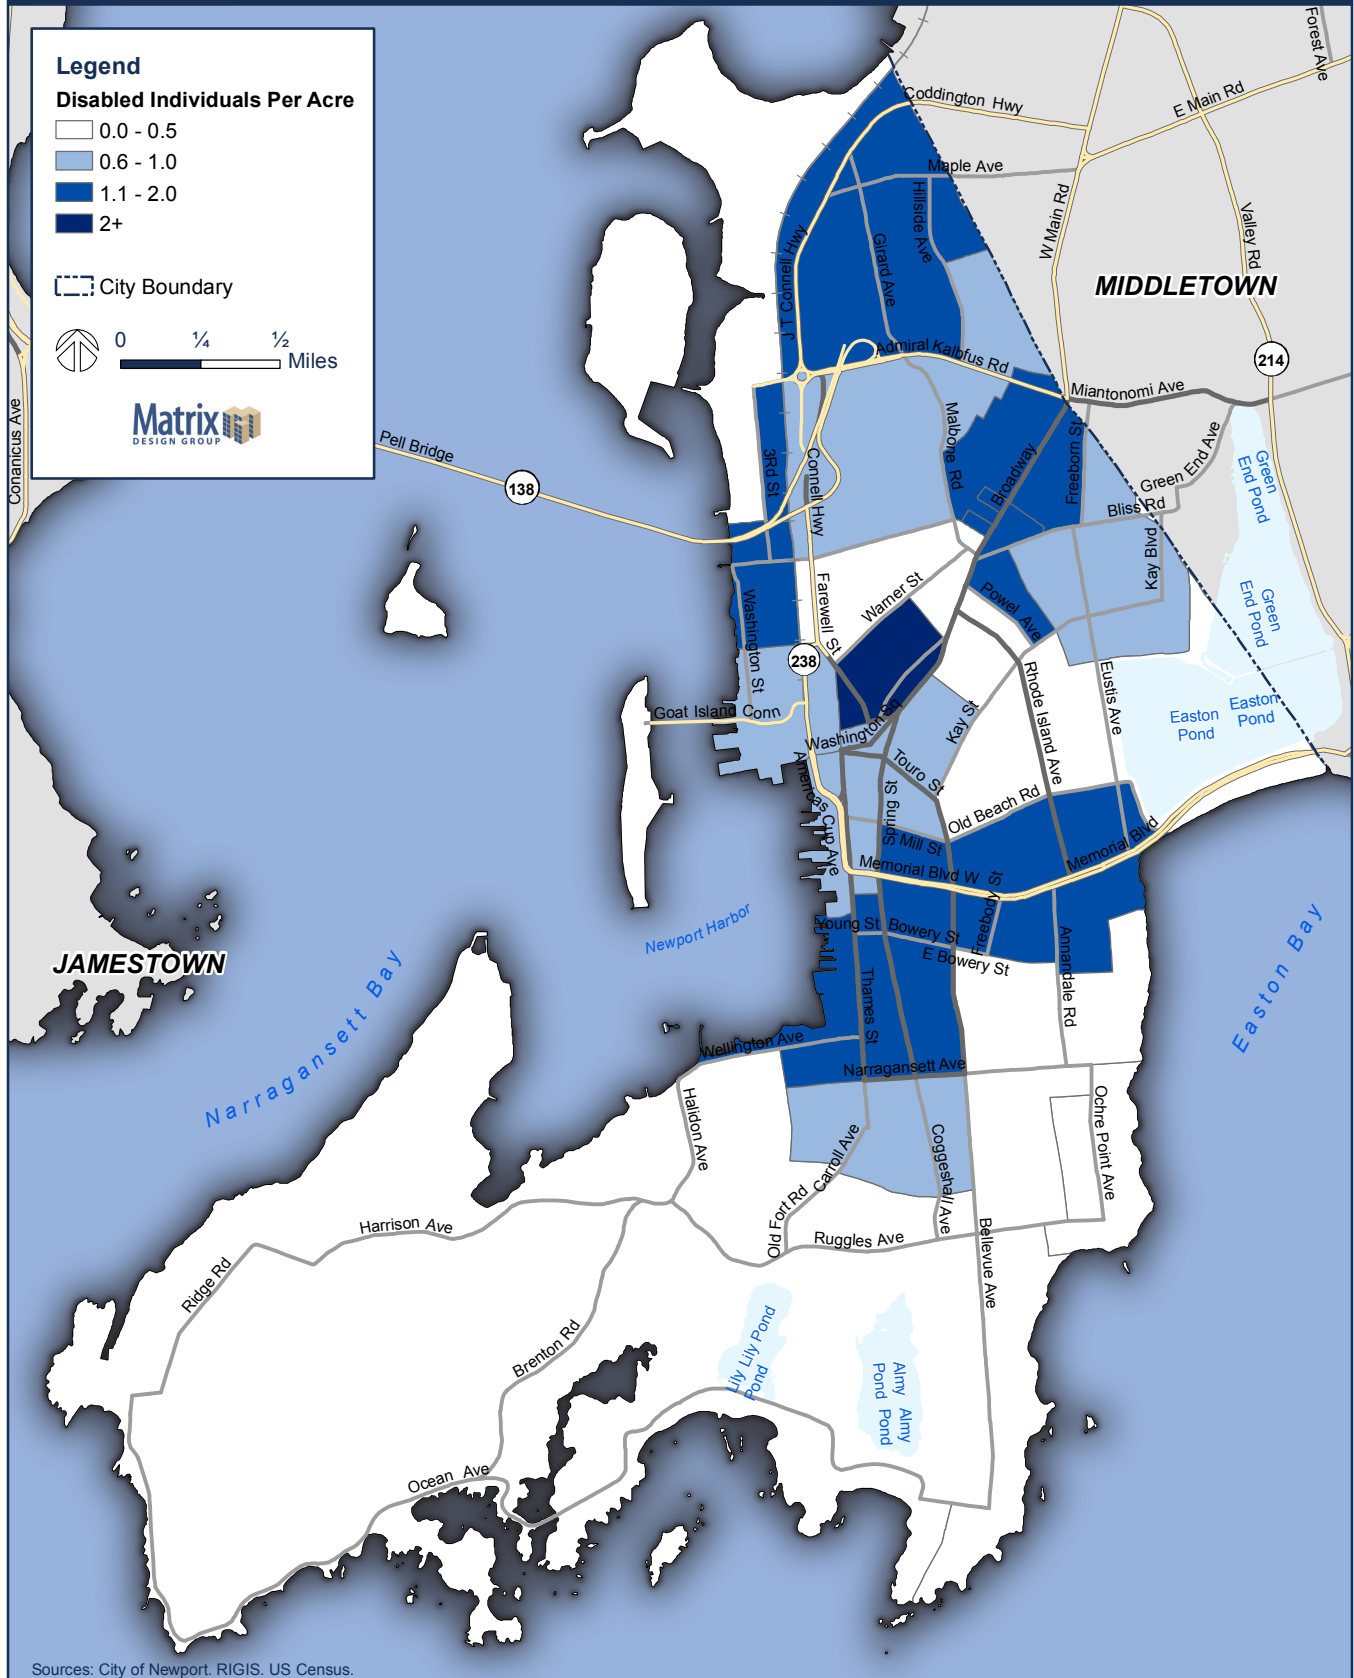 Legend
Disabled Individuals Per Acre
0.0 - 0.5
0.6 - 1.0
1.1 - 2.0
2+
City Boundary
0 ¼ ½
Miles
Matrix
DESIGN GROUP
Forest Ave
E Main Rd
Coddington Hwy
Maple Ave
Hillside Ave
W Main Rd
Valley Rd
Girard Ave
J T Connell Hwy
MIDDLETOWN
214
Admiral Kalbfus Rd
Miantonomi Ave
Conanicus Ave
Pell Bridge
138
3Rd St
Connell Hwy
Malbone Rd
Broadway
Freeborn St
Green End Ave
Bliss Rd
Green
End Pond
Kay Blvd
Green
End Pond
Farewell St
Warner St
Powel Ave
Washington St
238
Rhode Island Ave
Eustis Ave
Goat Island Conn
Washington Sq
Kay St
Easton
Pond
Easton
Pond
Touro St
Americas Cup Ave
Spring St
Old Beach Rd
Mill St
Memorial Blvd
Memorial Blvd W
Freebody St
Young St
Bowery St
E Bowery St
Annandale Rd
Newport Harbor
JAMESTOWN
Narragansett Bay
Easton Bay
Thames St
Wellington Ave
Narragansett Ave
Halidon Ave
Ochre Point Ave
Carroll Ave
Coggeshall Ave
Old Fort Rd
Harrison Ave
Ruggles Ave
Bellevue Ave
Ridge Rd
Brenton Rd
Lily Lily Pond
Pond
Almy Almy
Pond Pond
Ocean Ave
Sources: City of Newport. RIGIS. US Census.